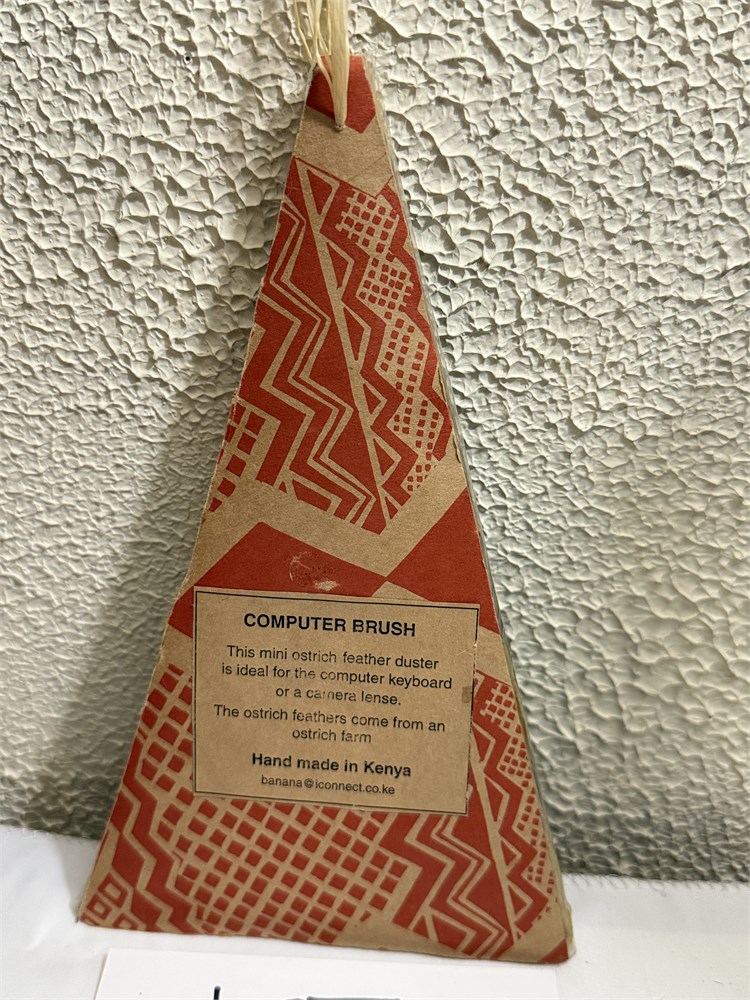 COMPUTER BRUSH
This mini ostrich feather duster
is ideal for the computer keyboard
or a camera lense.
The ostrich feathers come from an
ostrich farm
Hand made in Kenya
banana@iconnect.co.ke